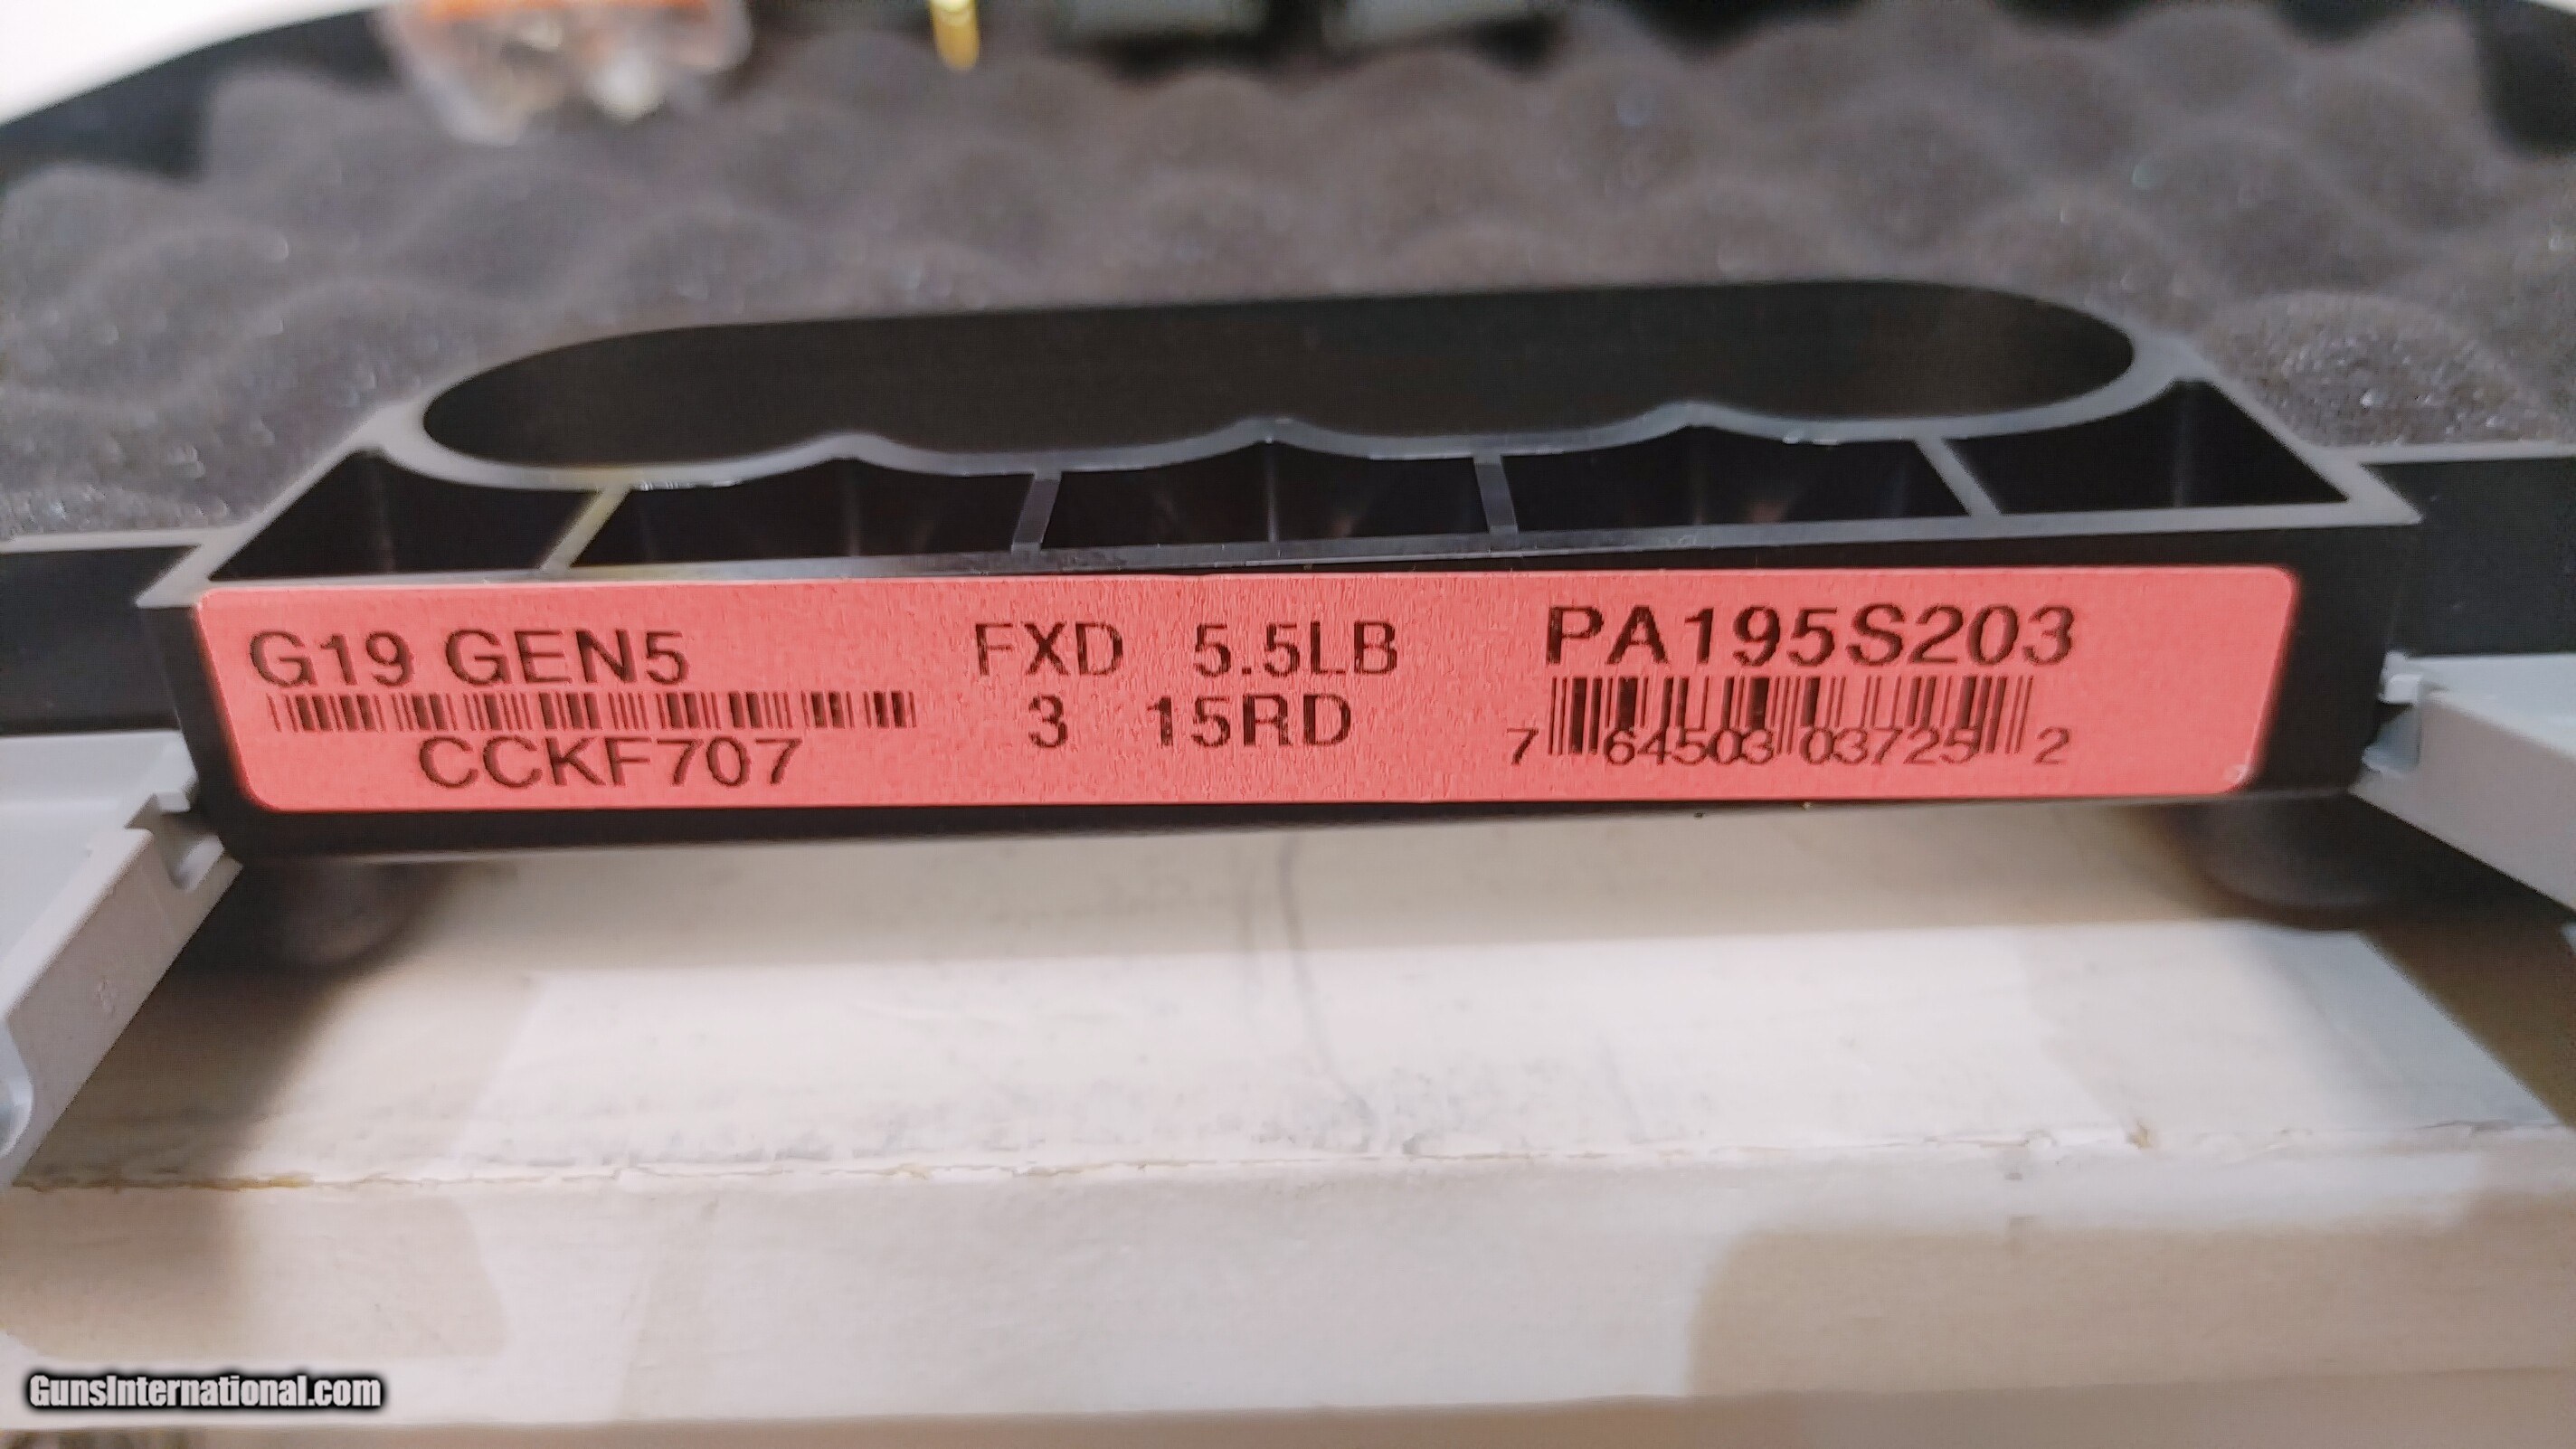 G19 GEN5
CCKF707
FXD 5.5LB
3 15RD
PA195S203
7 64503 03725 2
GunsInternational.com